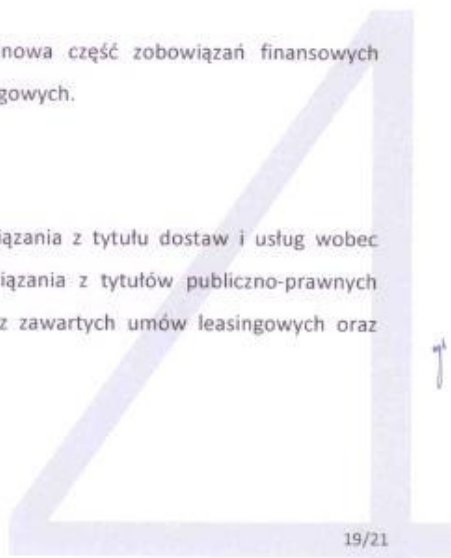 nowa część zobowiązań finansowych
gowych.
iązania z tytułu dostaw i usług wobec
iązania z tytułów publiczno-prawnych
z zawartych umów leasingowych oraz
19/21